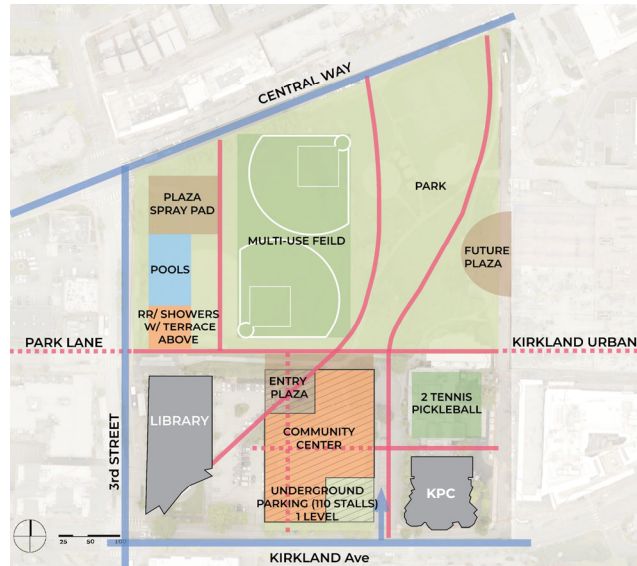 CENTRAL WAY
PLAZA
SPRAY PAD
PARK
MULTI-USE FEILD
FUTURE
PLAZA
POOLS
RR/ SHOWERS
W/ TERRACE
ABOVE
PARK LANE
KIRKLAND URBAN
ENTRY
PLAZA
2 TENNIS
PICKLEBALL
LIBRARY
COMMUNITY
CENTER
3rd STREET
UNDERGROUND
PARKING (110 STALLS)
1 LEVEL
KPC
25 50 100
KIRKLAND Ave